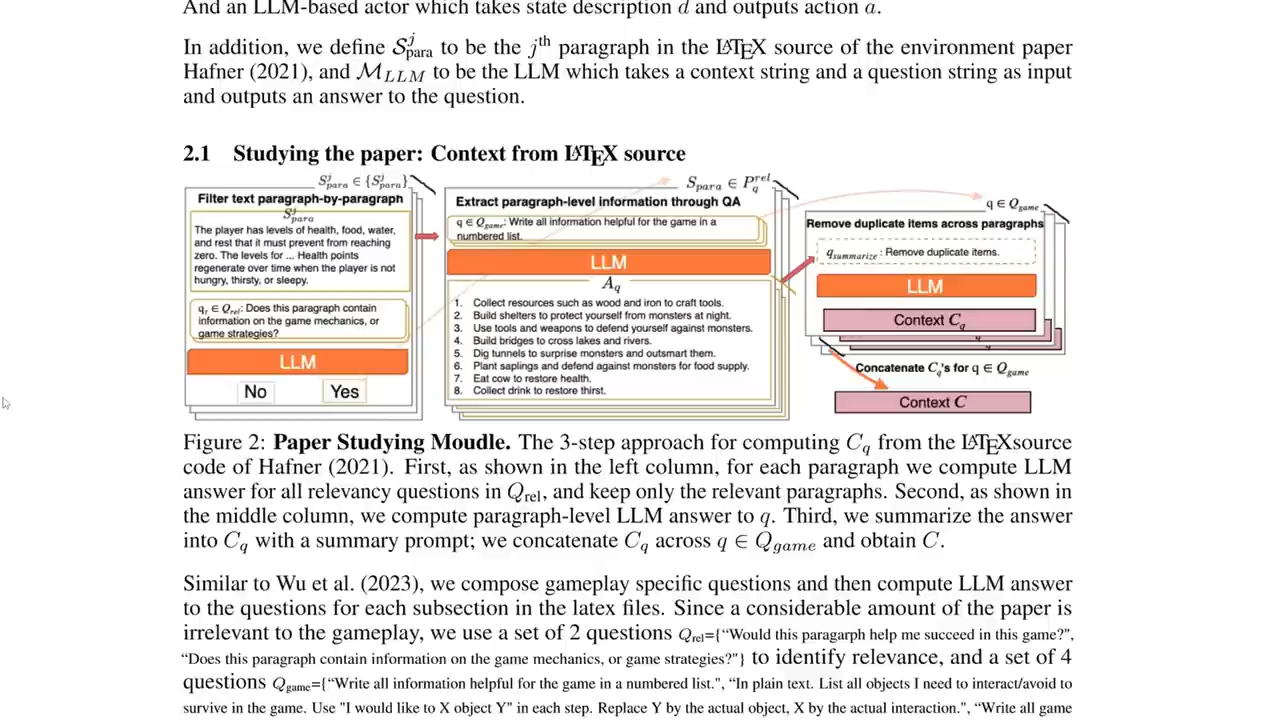 And an LLM-based actor which takes state description d and outputs action a.
In addition, we define S^j_para to be the j^th paragraph in the LATEX source of the environment paper
Hafner (2021), and M_LLM to be the LLM which takes a context string and a question string as input
and outputs an answer to the question.
2.1 Studying the paper: Context from LATEX source
S^j_para ∈ {S^j_para}
Filter text paragraph-by-paragraph
S^j_para
The player has levels of health, food, water,
and rest that it must prevent from reaching
zero. The levels for ... Health points
regenerate over time when the player is not
hungry, thirsty, or sleepy.
q_r ∈ Q_rel: Does this paragraph contain
information on the game mechanics, or
game strategies?
LLM
No Yes
S_para ∈ P_q^rel
Extract paragraph-level information through QA
q ∈ Q_game: Write all information helpful for the game in a
numbered list.
LLM
A_q
1. Collect resources such as wood and iron to craft tools.
2. Build shelters to protect yourself from monsters at night.
3. Use tools and weapons to defend yourself against monsters.
4. Build bridges to cross lakes and rivers.
5. Dig tunnels to surprise monsters and outsmart them.
6. Plant saplings and defend against monsters for food supply.
7. Eat cow to restore health.
8. Collect drink to restore thirst.
q ∈ Q_game
Remove duplicate items across paragraphs
q_summarize: Remove duplicate items.
LLM
Context C_q
Concatenate C_q's for q ∈ Q_game
Context C
Figure 2: Paper Studying Moudle. The 3-step approach for computing C_q from the LATEXsource
code of Hafner (2021). First, as shown in the left column, for each paragraph we compute LLM
answer for all relevancy questions in Q_rel, and keep only the relevant paragraphs. Second, as shown in
the middle column, we compute paragraph-level LLM answer to q. Third, we summarize the answer
into C_q with a summary prompt; we concatenate C_q across q ∈ Q_game and obtain C.
Similar to Wu et al. (2023), we compose gameplay specific questions and then compute LLM answer
to the questions for each subsection in the latex files. Since a considerable amount of the paper is
irrelevant to the gameplay, we use a set of 2 questions Q_rel={“Would this paragarph help me succeed in this game?",
“Does this paragraph contain information on the game mechanics, or game strategies?"} to identify relevance, and a set of 4
questions Q_game={“Write all information helpful for the game in a numbered list.", “In plain text. List all objects I need to interact/avoid to
survive in the game. Use "I would like to X object Y" in each step. Replace Y by the actual object, X by the actual interaction.", “Write all game